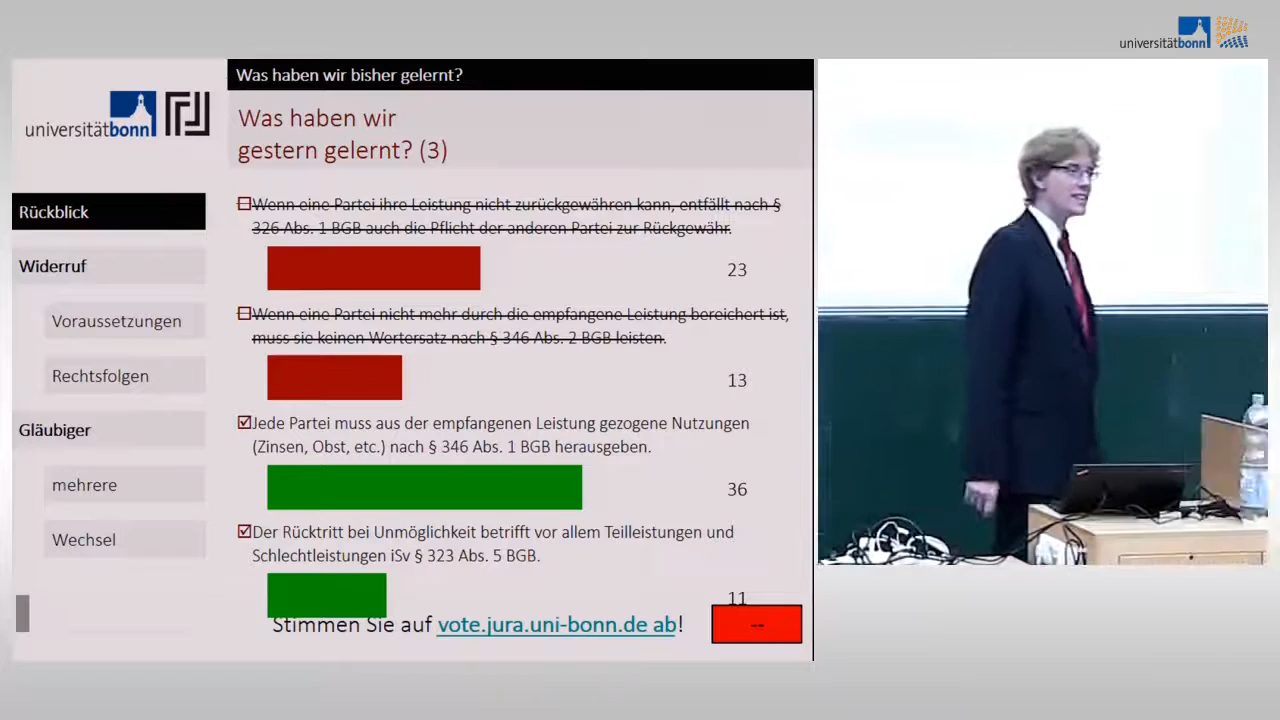 universitätbonn
Was haben wir bisher gelernt?
universitätbonn
Was haben wir
gestern gelernt? (3)
Rückblick
Widerruf
Voraussetzungen
Rechtsfolgen
Gläubiger
mehrere
Wechsel
Wenn eine Partei ihre Leistung nicht zurückgewähren kann, entfällt nach §
326 Abs. 1 BGB auch die Pflicht der anderen Partei zur Rückgewähr.
23
Wenn eine Partei nicht mehr durch die empfangene Leistung bereichert ist,
muss sie keinen Wertersatz nach § 346 Abs. 2 BGB leisten.
13
Jede Partei muss aus der empfangenen Leistung gezogene Nutzungen
(Zinsen, Obst, etc.) nach § 346 Abs. 1 BGB herausgeben.
36
Der Rücktritt bei Unmöglichkeit betrifft vor allem Teilleistungen und
Schlechtleistungen iSv § 323 Abs. 5 BGB.
11
Stimmen Sie auf vote.jura.uni-bonn.de ab!
--